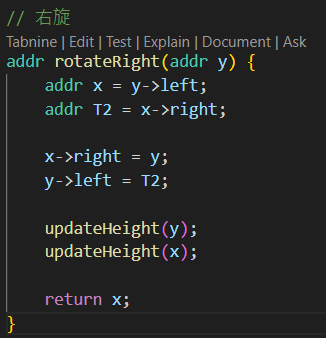 // 右旋
Tabnine | Edit | Test | Explain | Document | Ask
addr rotateRight(addr y) {
    addr x = y->left;
    addr T2 = x->right;

    x->right = y;
    y->left = T2;

    updateHeight(y);
    updateHeight(x);

    return x;
}